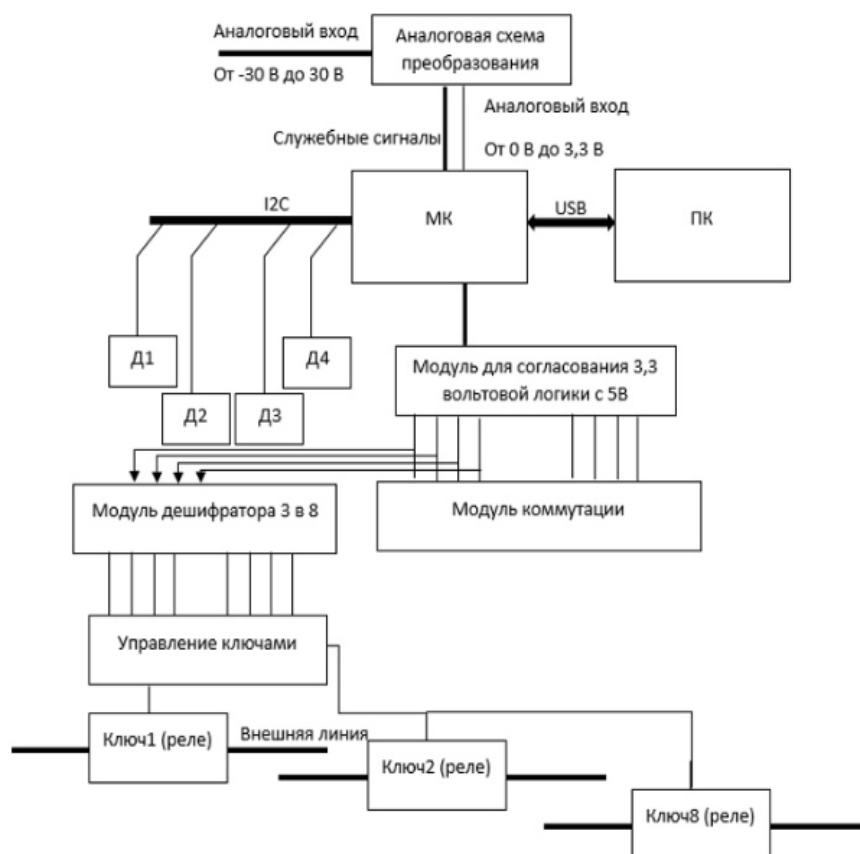 Аналоговый вход
От -30 В до 30 В
Аналоговая схема
преобразования
Служебные сигналы
Аналоговый вход
От 0 В до 3,3 В
I2C
МК
USB
ПК
Д1
Д2
Д3
Д4
Модуль для согласования 3,3
вольтовой логики с 5В
Модуль дешифратора 3 в 8
Модуль коммутации
Управление ключами
Ключ1 (реле)
Внешняя линия
Ключ2 (реле)
Ключ8 (реле)